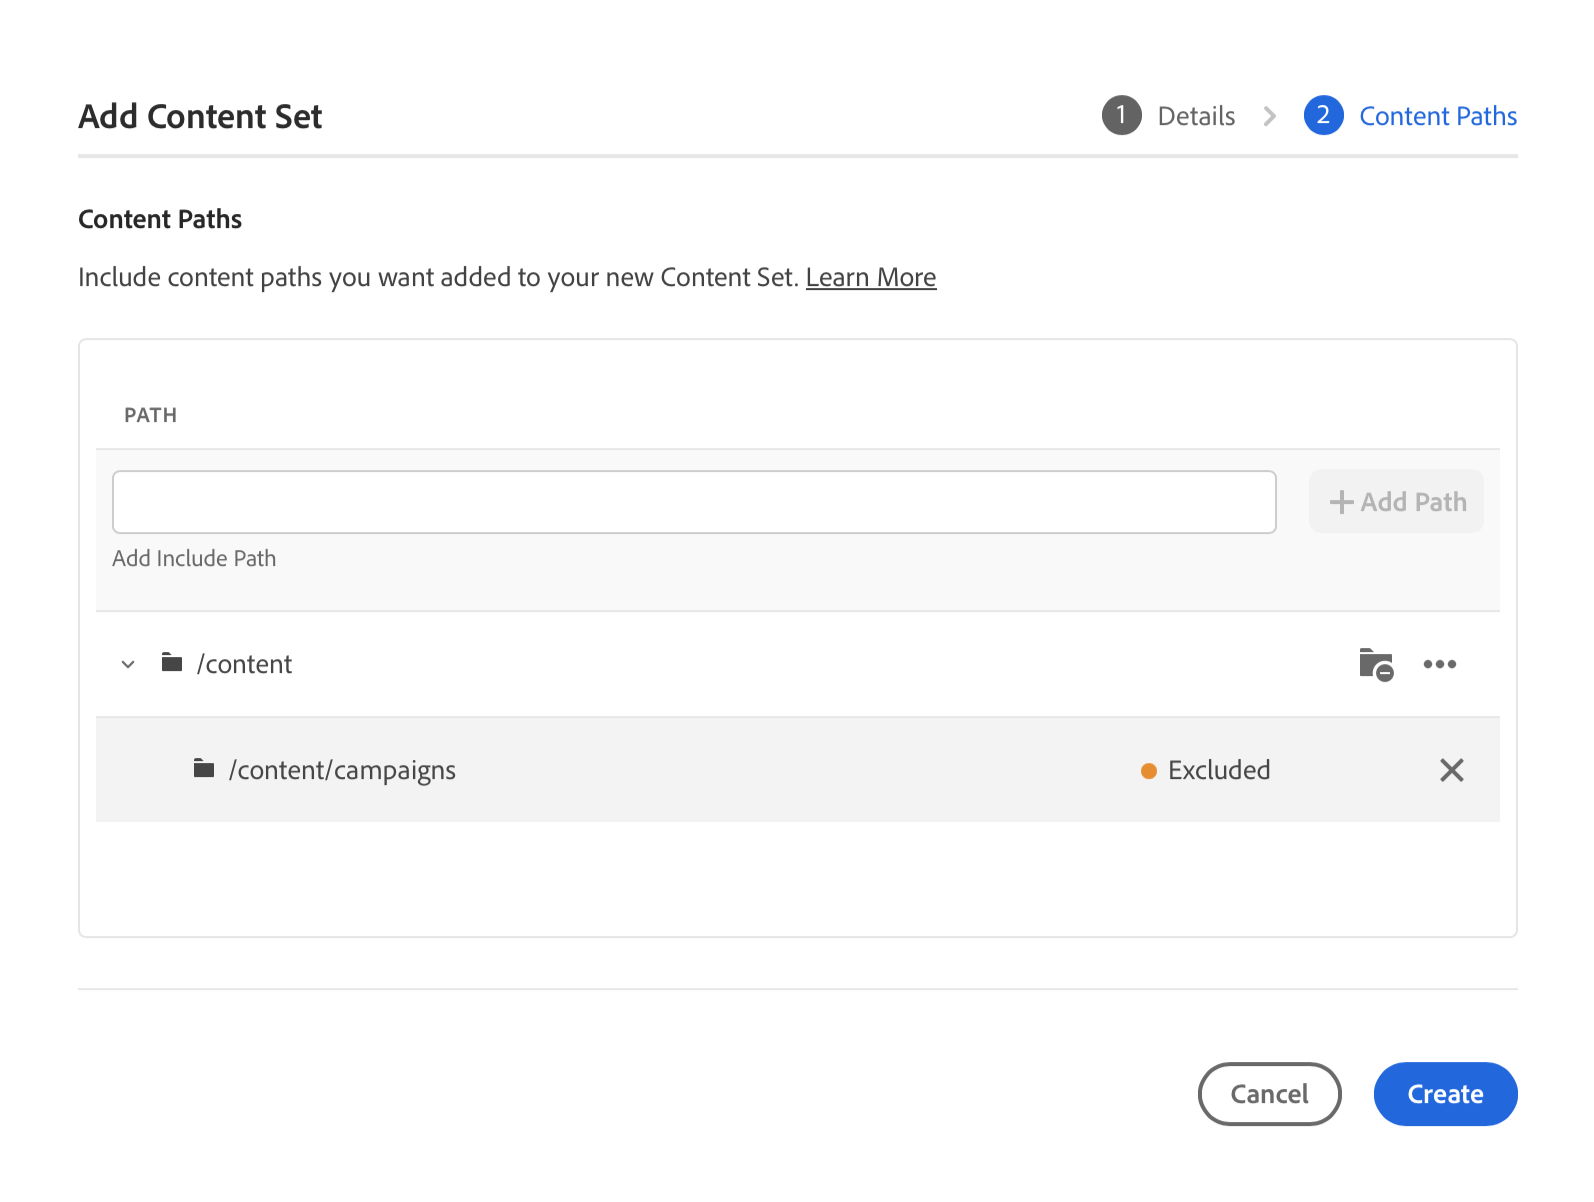 Add Content Set
1 Details > 2 Content Paths
Content Paths
Include content paths you want added to your new Content Set. Learn More
PATH
+ Add Path
Add Include Path
/content
/content/campaigns
Excluded
Cancel
Create